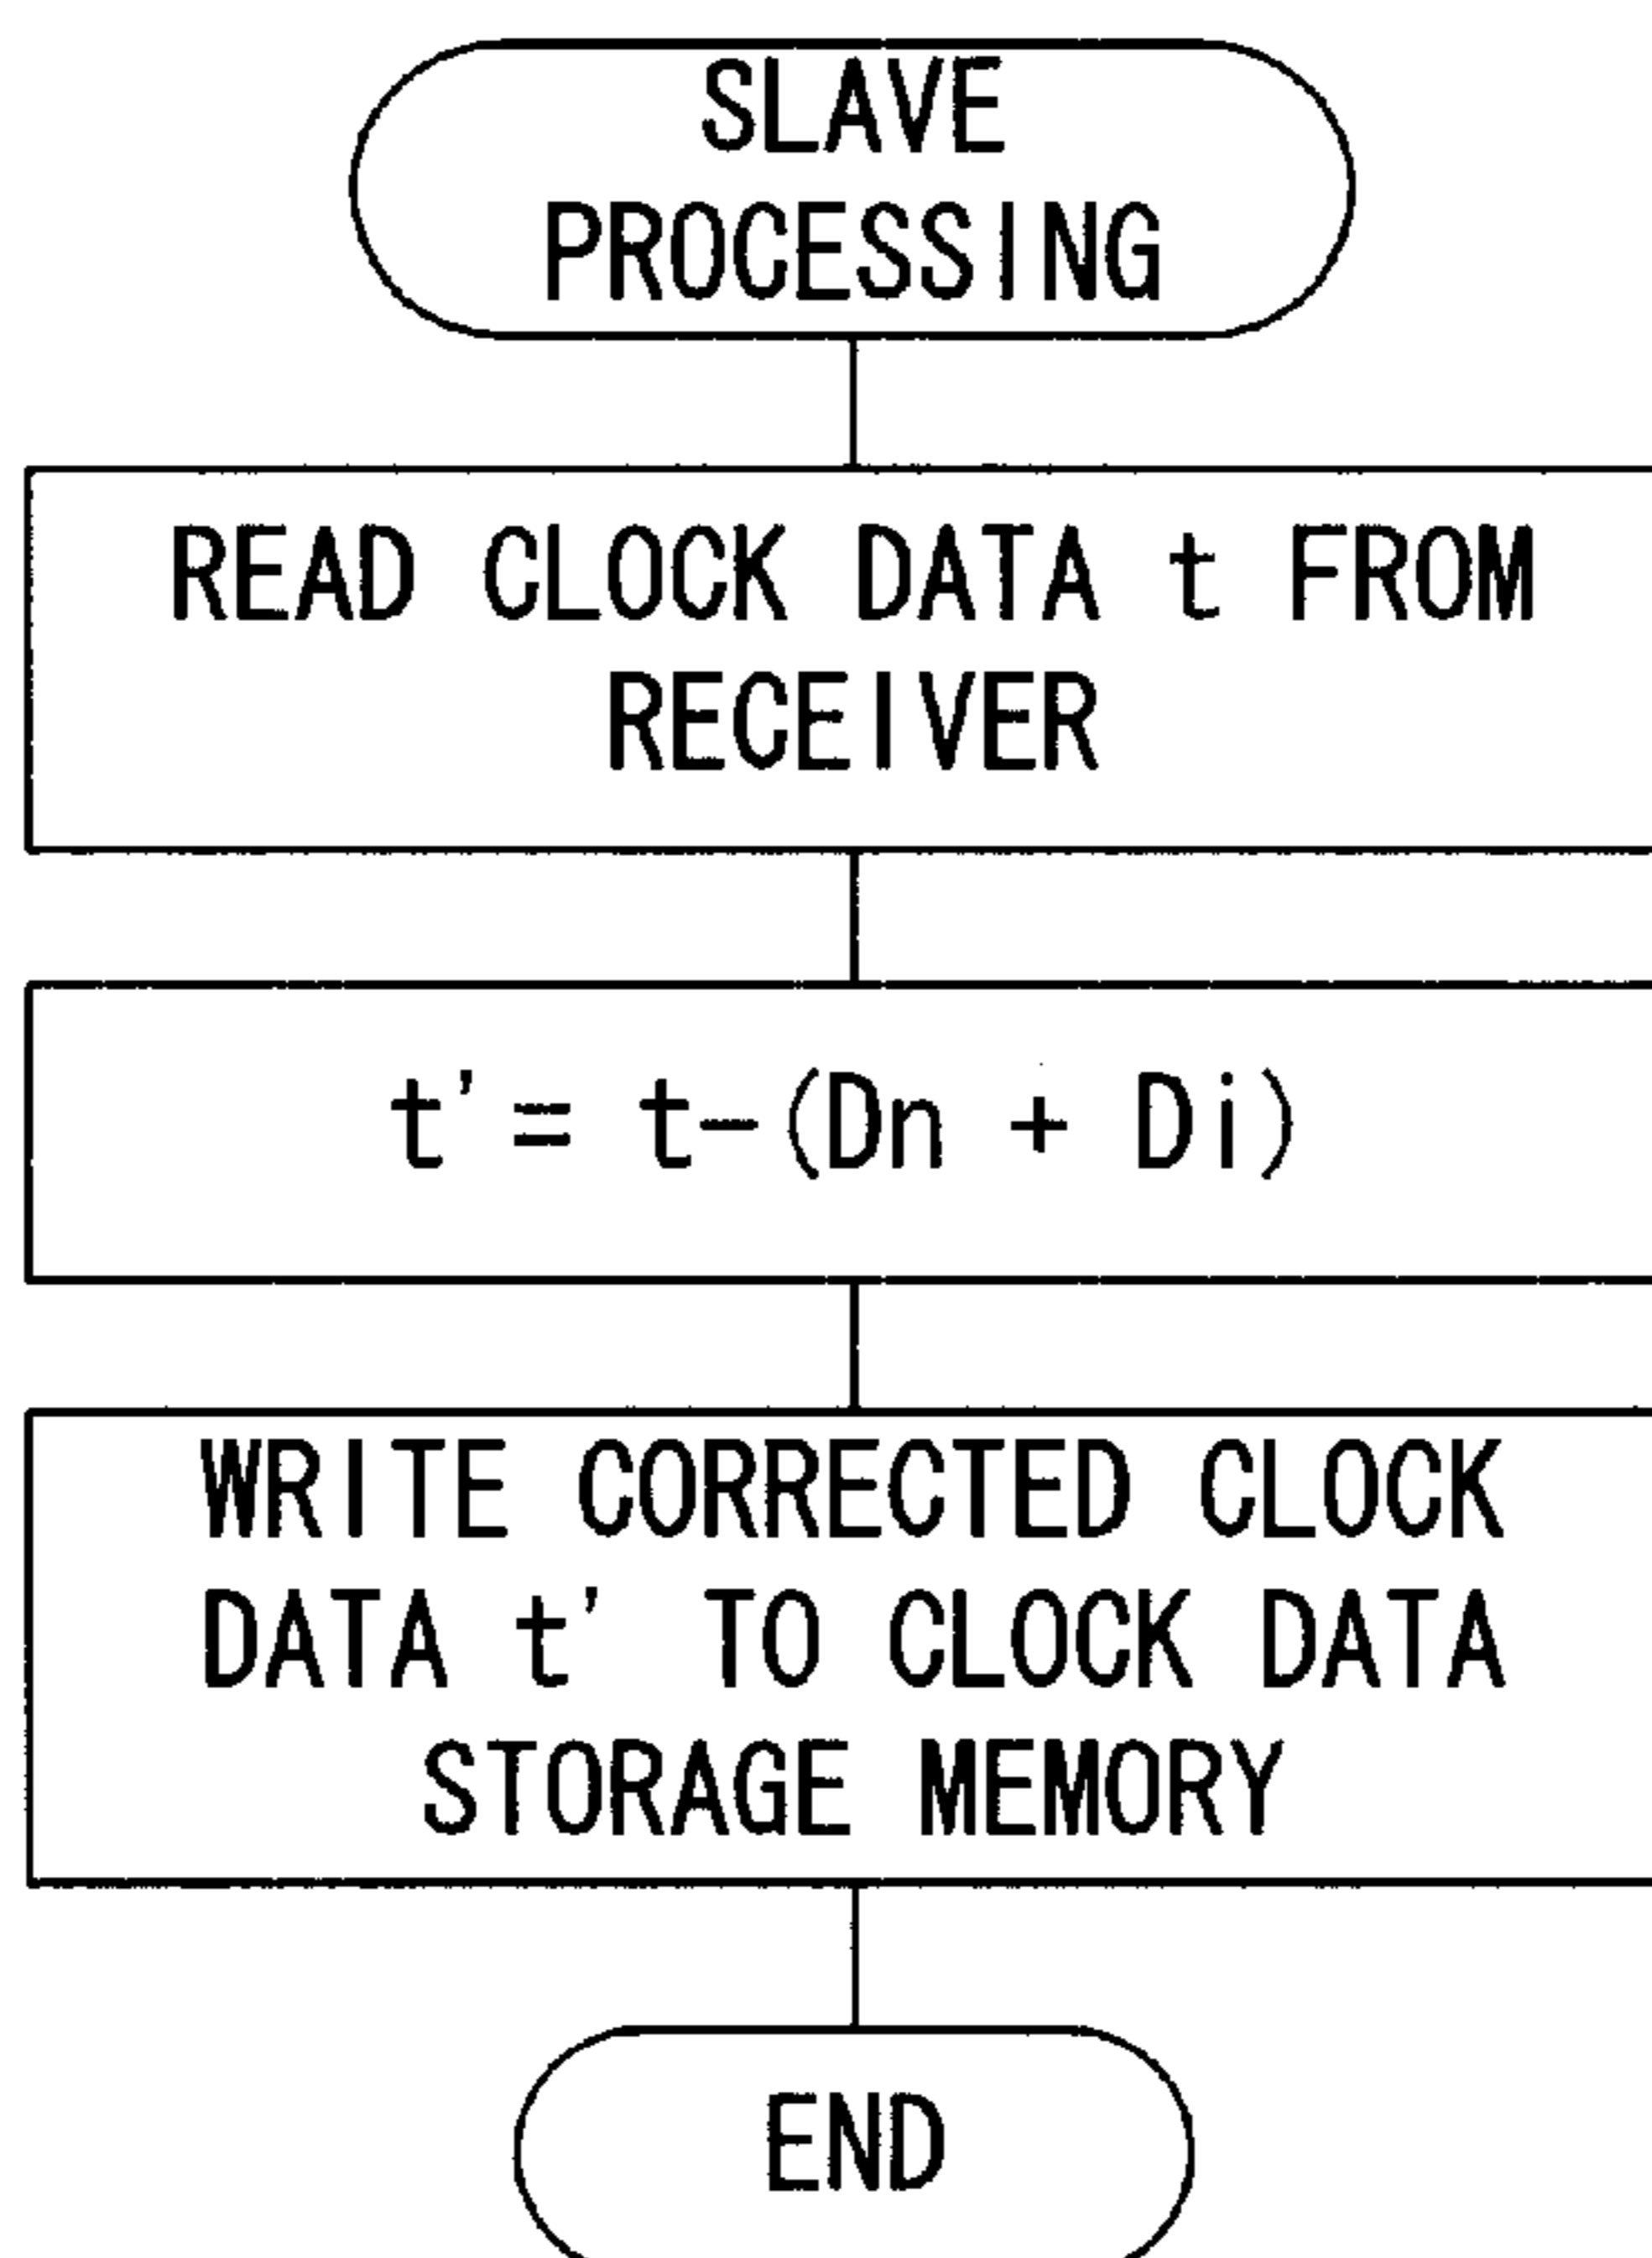 SLAVE
PROCESSING
READ CLOCK DATA t FROM
RECEIVER
t'= t-(Dn + Di)
WRITE CORRECTED CLOCK
DATA t' TO CLOCK DATA
STORAGE MEMORY
END